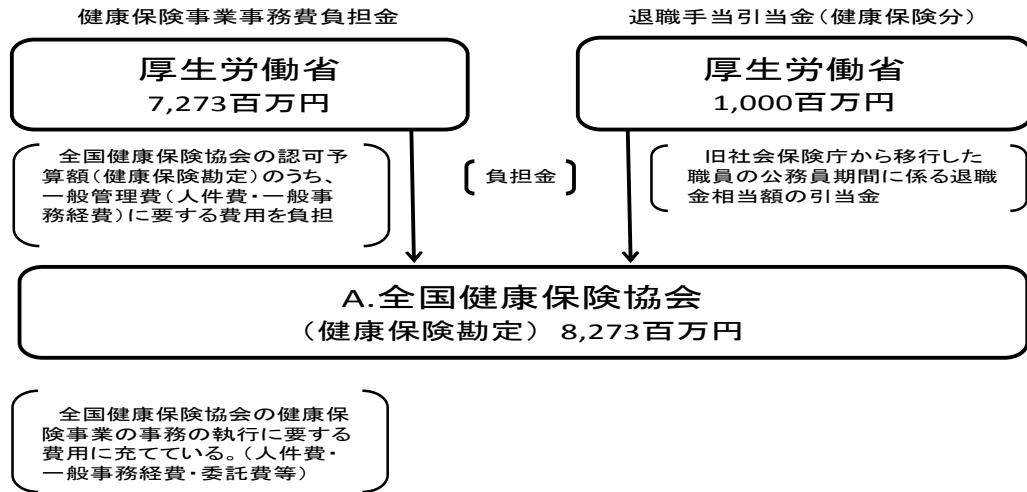 健康保険事業事務費負担金
退職手当引当金（健康保険分）
厚生労働省
7,273百万円
厚生労働省
1,000百万円
全国健康保険協会の認可予
算額（健康保険勘定）のうち、
一般管理費（人件費・一般事
務経費）に要する費用を負担
負担金
旧社会保険庁から移行した
職員の公務員期間に係る退職
金相当額の引当金
A.全国健康保険協会
（健康保険勘定） 8,273百万円
全国健康保険協会の健康保
険事業の事務の執行に要する
費用に充てている。（人件費・
一般事務経費・委託費等）